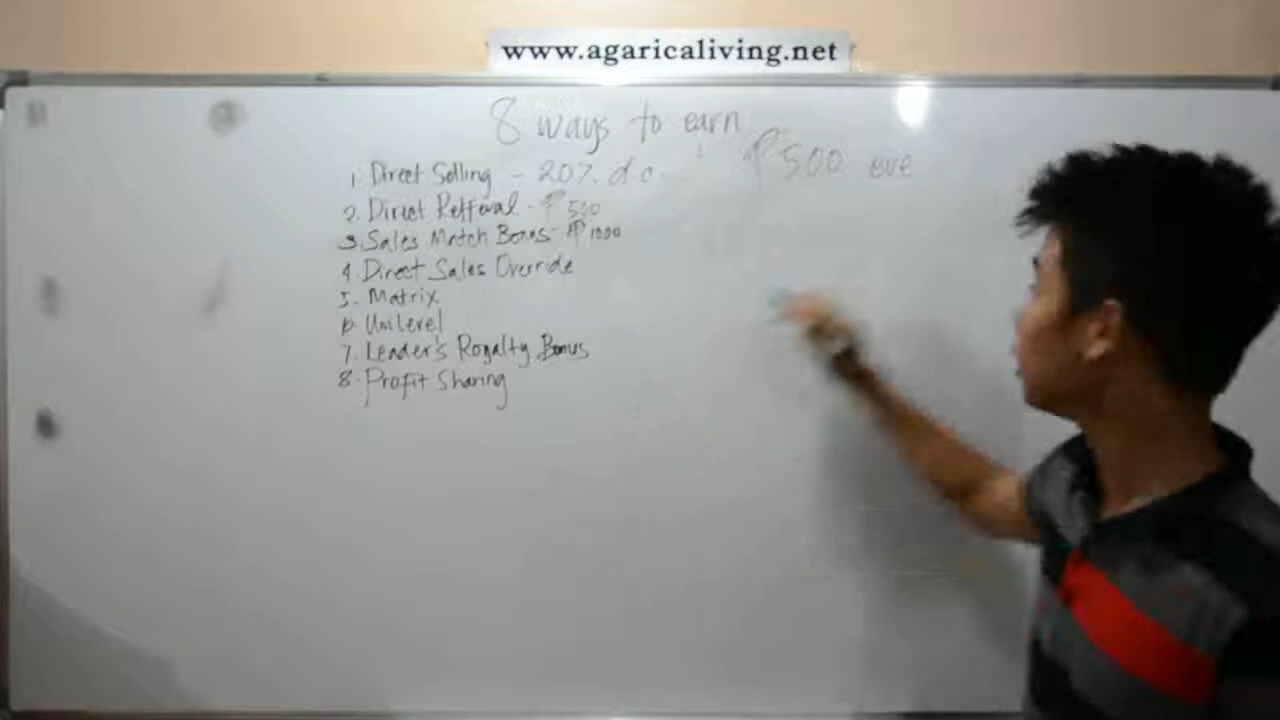 www.agaricaliving.net
8 ways to earn
1. Direct Selling - 20% d.c. ₱500 eve
2. Direct Refferal - ₱500
3. Sales Match Bonus - ₱1000
4. Direct Sales Override
5. Matrix
6. Unilevel
7. Leader's Royalty Bonus
8. Profit Sharing